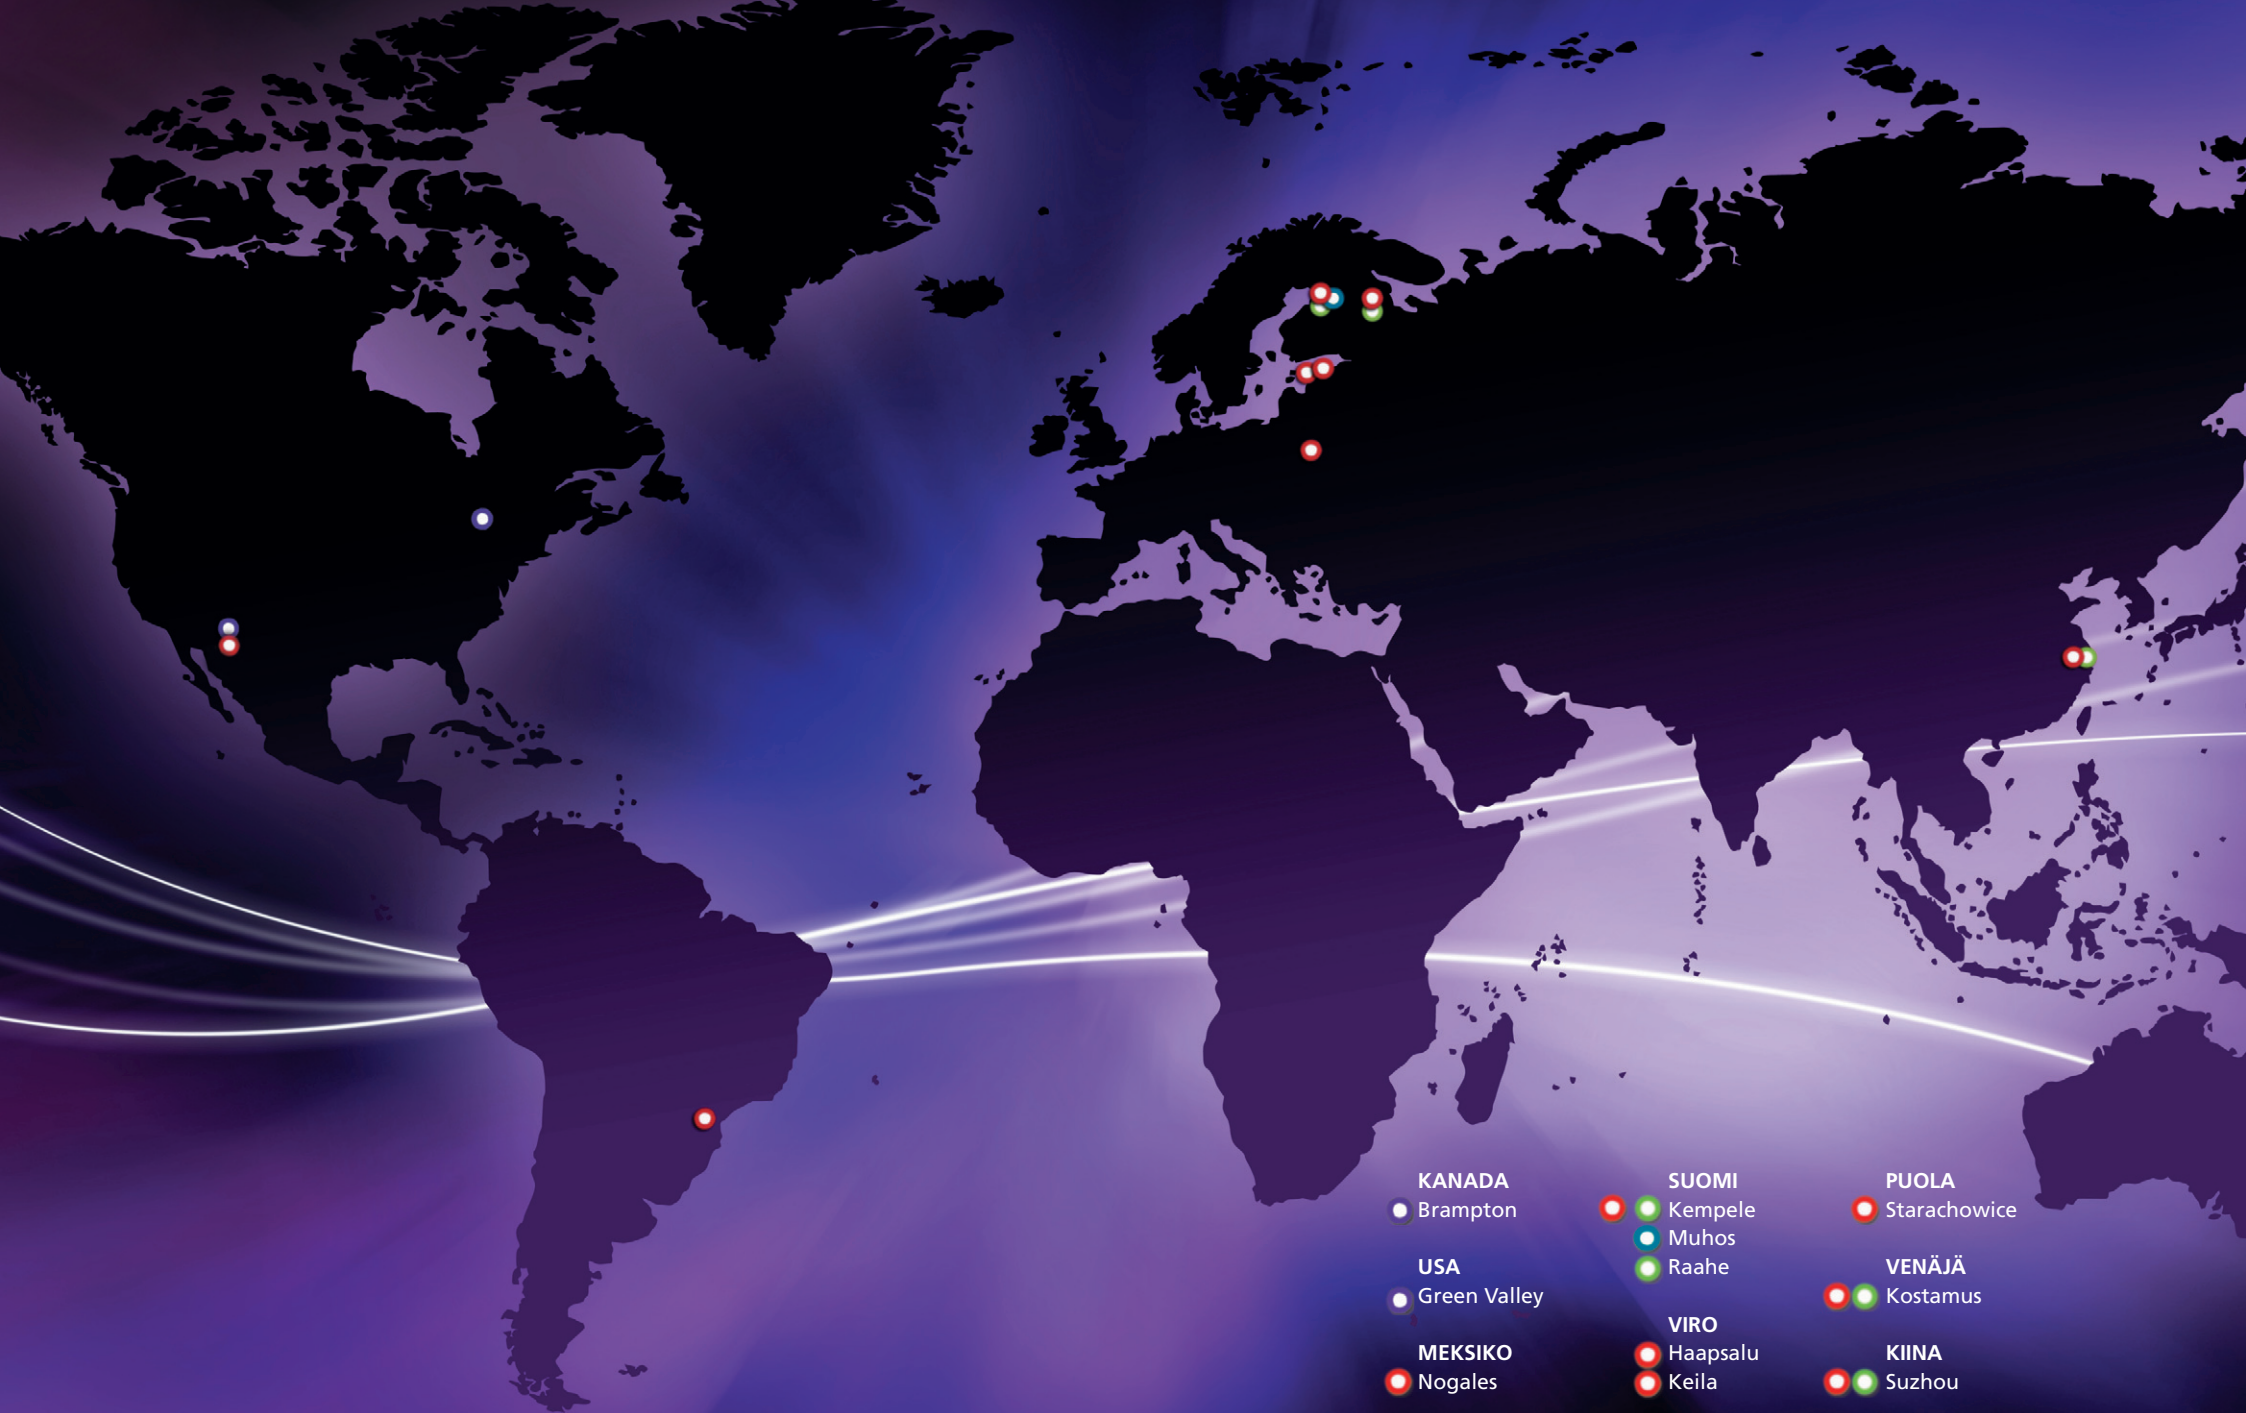 KANADA
Brampton
USA
Green Valley
MEKSIKO
Nogales
SUOMI
Kempele
Muhos
Raahe
VIRO
Haapsalu
Keila
PUOLA
Starachowice
VENÄJÄ
Kostamus
KIINA
Suzhou